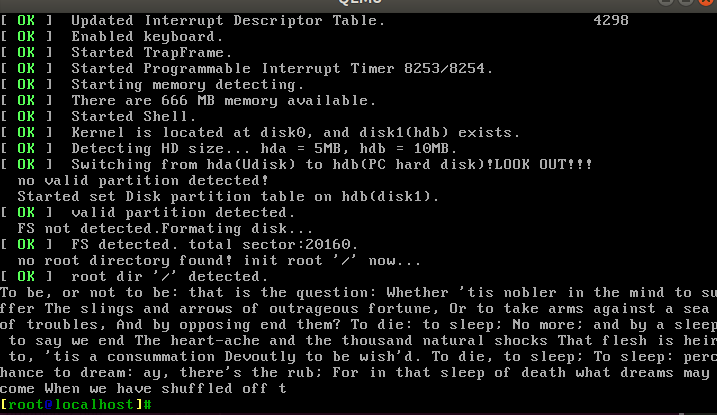 QEMU
[ OK ]  Updated Interrupt Descriptor Table.                          4298
[ OK ]  Enabled keyboard.
[ OK ]  Started TrapFrame.
[ OK ]  Started Programmable Interrupt Timer 8253/8254.
[ OK ]  Starting memory detecting.
[ OK ]  There are 666 MB memory available.
[ OK ]  Started Shell.
[ OK ]  Kernel is located at disk0, and disk1(hdb) exists.
[ OK ]  Detecting HD size... hda = 5MB, hdb = 10MB.
[ OK ]  Switching from hda(Udisk) to hdb(PC hard disk)!LOOK OUT!!!
  no valid partition detected!
  Started set Disk partition table on hdb(disk1).
[ OK ]  valid partition detected.
  FS not detected.Formating disk...
[ OK ]  FS detected. total sector:20160.
  no root directory found! init root '/' now...
[ OK ]  root dir '/' detected.
To be, or not to be: that is the question: Whether 'tis nobler in the mind to su
ffer The slings and arrows of outrageous fortune, Or to take arms against a sea
of troubles, And by opposing end them? To die: to sleep; No more; and by a sleep
 to say we end The heart-ache and the thousand natural shocks That flesh is heir
 to, 'tis a consummation Devoutly to be wish'd. To die, to sleep; To sleep: perc
hance to dream: ay, there's the rub; For in that sleep of death what dreams may
come When we have shuffled off t
[root@localhost]#